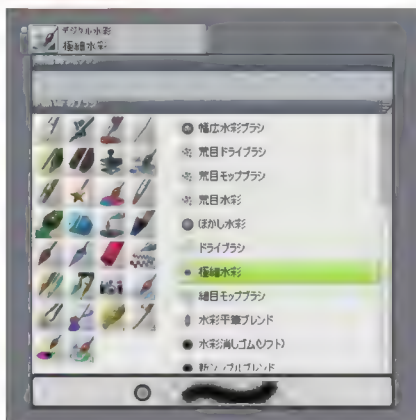 デジタル水彩
極細水彩
幅広水彩ブラシ
荒目ドライブラシ
荒目モップブラシ
荒目水彩
ぼかし水彩
ドライブラシ
極細水彩
細目モップブラシ
水彩平筆ブレンド
水彩消しゴム(ソフト)